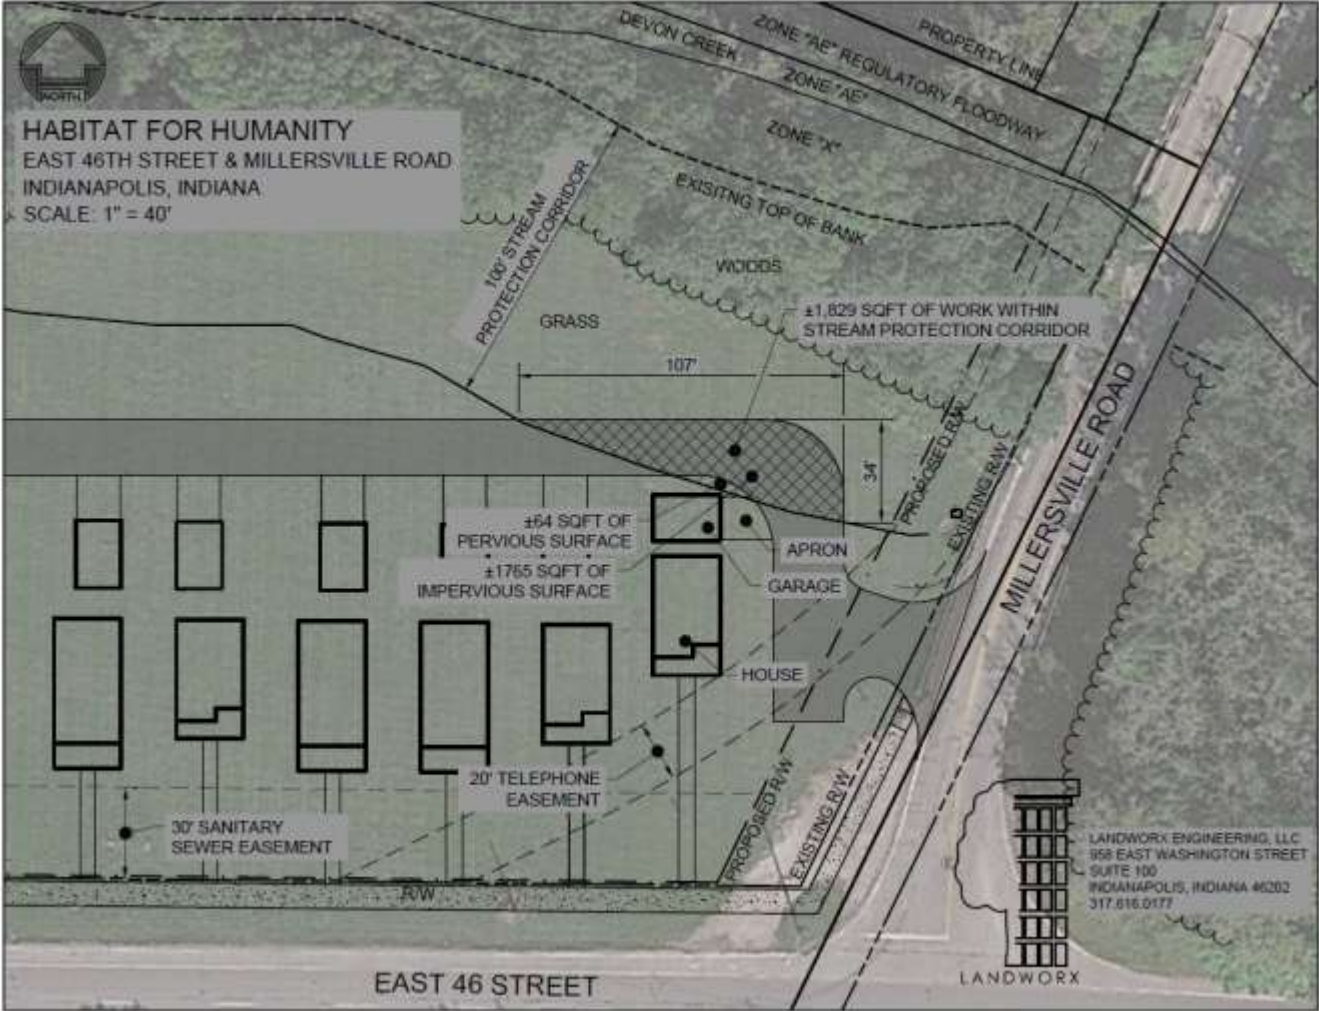 NORTH
HABITAT FOR HUMANITY
EAST 46TH STREET & MILLERSVILLE ROAD
INDIANAPOLIS, INDIANA
SCALE: 1" = 40'
DEVON CREEK
ZONE "AE" REGULATORY FLOODWAY
PROPERTY LINE
ZONE "AE"
ZONE "X"
EXISITNG TOP OF BANK
100' STREAM
PROTECTION CORRIDOR
WOODS
GRASS
±1,829 SQFT OF WORK WITHIN
STREAM PROTECTION CORRIDOR
107'
34'
PROPOSED R/W
EXISTING R/W
MILLERSVILLE ROAD
±64 SQFT OF
PERVIOUS SURFACE
±1765 SQFT OF
IMPERVIOUS SURFACE
APRON
GARAGE
HOUSE
20' TELEPHONE
EASEMENT
30' SANITARY
SEWER EASEMENT
PROPOSED R/W
EXISTING R/W
R/W
EAST 46 STREET
LANDWORX ENGINEERING, LLC
958 EAST WASHINGTON STREET
SUITE 100
INDIANAPOLIS, INDIANA 46202
317.616.0177
LANDWORX